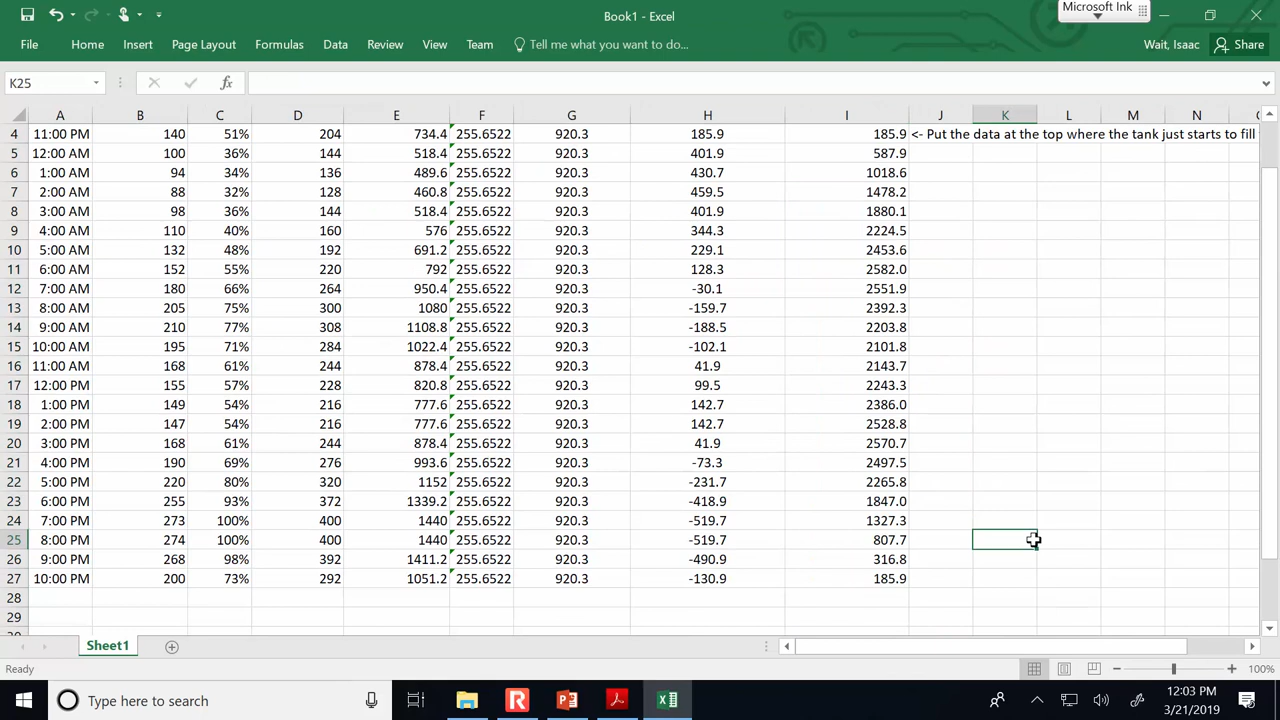 Book1 - Excel
Microsoft Ink
File Home Insert Page Layout Formulas Data Review View Team Tell me what you want to do... Wait, Isaac Share
K25 fx
A B C D E F G H I J K L M N
4 11:00 PM 140 51% 204 734.4 255.6522 920.3 185.9 185.9 <- Put the data at the top where the tank just starts to fill
5 12:00 AM 100 36% 144 518.4 255.6522 920.3 401.9 587.9
6 1:00 AM 94 34% 136 489.6 255.6522 920.3 430.7 1018.6
7 2:00 AM 88 32% 128 460.8 255.6522 920.3 459.5 1478.2
8 3:00 AM 98 36% 144 518.4 255.6522 920.3 401.9 1880.1
9 4:00 AM 110 40% 160 576 255.6522 920.3 344.3 2224.5
10 5:00 AM 132 48% 192 691.2 255.6522 920.3 229.1 2453.6
11 6:00 AM 152 55% 220 792 255.6522 920.3 128.3 2582.0
12 7:00 AM 180 66% 264 950.4 255.6522 920.3 -30.1 2551.9
13 8:00 AM 205 75% 300 1080 255.6522 920.3 -159.7 2392.3
14 9:00 AM 210 77% 308 1108.8 255.6522 920.3 -188.5 2203.8
15 10:00 AM 195 71% 284 1022.4 255.6522 920.3 -102.1 2101.8
16 11:00 AM 168 61% 244 878.4 255.6522 920.3 41.9 2143.7
17 12:00 PM 155 57% 228 820.8 255.6522 920.3 99.5 2243.3
18 1:00 PM 149 54% 216 777.6 255.6522 920.3 142.7 2386.0
19 2:00 PM 147 54% 216 777.6 255.6522 920.3 142.7 2528.8
20 3:00 PM 168 61% 244 878.4 255.6522 920.3 41.9 2570.7
21 4:00 PM 190 69% 276 993.6 255.6522 920.3 -73.3 2497.5
22 5:00 PM 220 80% 320 1152 255.6522 920.3 -231.7 2265.8
23 6:00 PM 255 93% 372 1339.2 255.6522 920.3 -418.9 1847.0
24 7:00 PM 273 100% 400 1440 255.6522 920.3 -519.7 1327.3
25 8:00 PM 274 100% 400 1440 255.6522 920.3 -519.7 807.7
26 9:00 PM 268 98% 392 1411.2 255.6522 920.3 -490.9 316.8
27 10:00 PM 200 73% 292 1051.2 255.6522 920.3 -130.9 185.9
28
29
Sheet1
Ready 100%
Type here to search
12:03 PM
3/21/2019